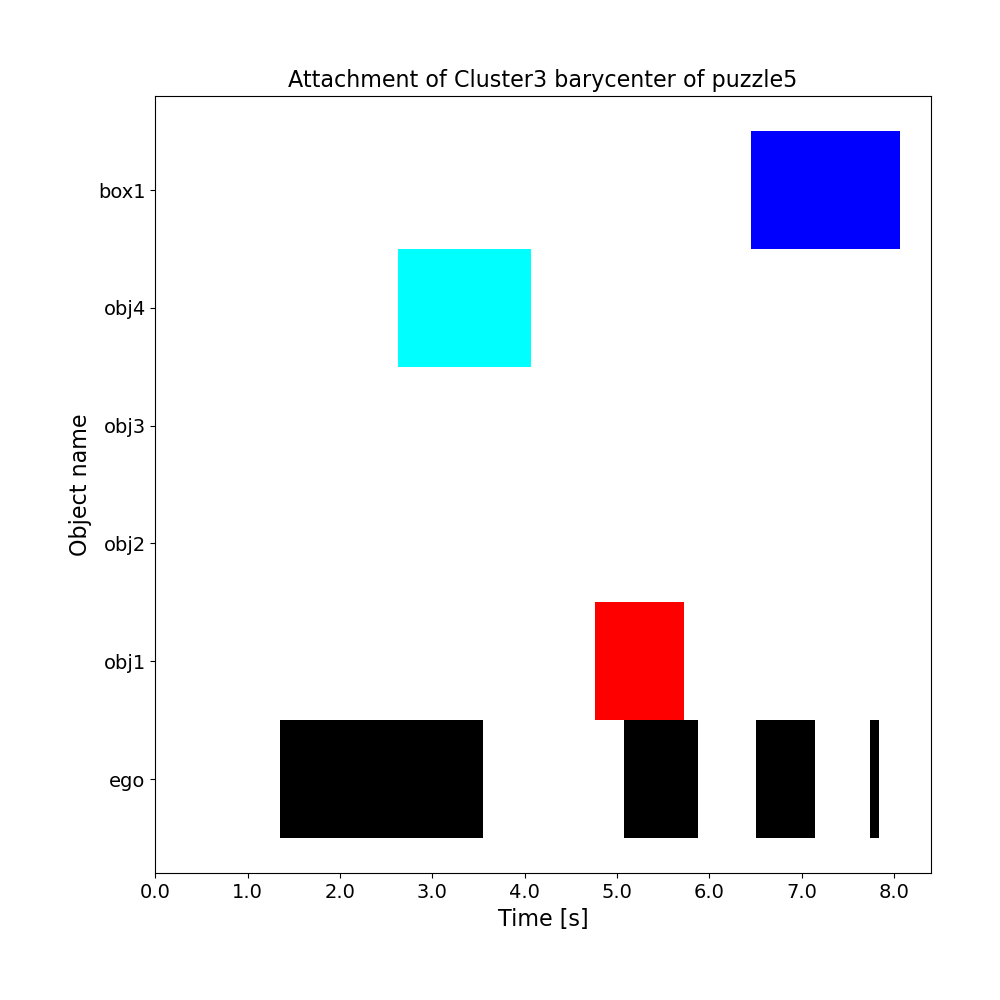 Attachment of Cluster3 barycenter of puzzle5
box1
obj4
obj3
obj2
obj1
ego
Object name
0.0 1.0 2.0 3.0 4.0 5.0 6.0 7.0 8.0
Time [s]